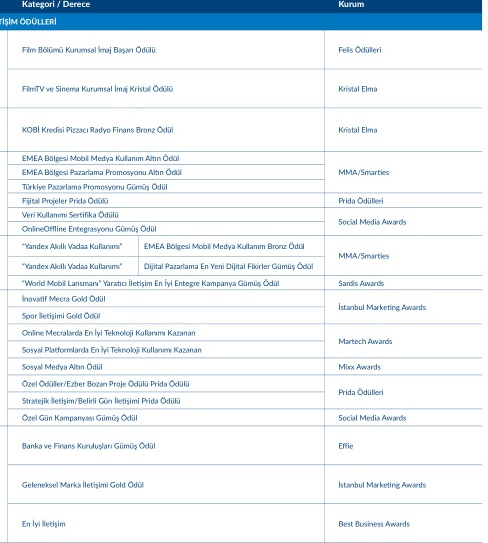 Kategori / Derece Kurum
TİŞİM ÖDÜLLERİ
Film Bölümü Kurumsal İmaj Başarı Ödülü Felis Ödülleri
FilmTV ve Sinema Kurumsal İmaj Kristal Ödülü Kristal Elma
KOBİ Kredisi Pizzacı Radyo Finans Bronz Ödül Kristal Elma
EMEA Bölgesi Mobil Medya Kullanım Altın Ödül
EMEA Bölgesi Pazarlama Promosyonu Altın Ödül MMA/Smarties
Türkiye Pazarlama Promosyonu Gümüş Ödül
Fijital Projeler Prida Ödülü Prida Ödülleri
Veri Kullanımı Sertifika Ödülü Social Media Awards
OnlineOffline Entegrasyonu Gümüş Ödül
"Yandex Akıllı Vadaa Kullanımı" EMEA Bölgesi Mobil Medya Kullanım Bronz Ödül MMA/Smarties
"Yandex Akıllı Vadaa Kullanımı" Dijital Pazarlama En Yeni Dijital Fikirler Gümüş Ödül
"World Mobil Lansmanı" Yaratıcı İletişim En İyi Entegre Kampanya Gümüş Ödül Sardis Awards
İnovatif Mecra Gold Ödül İstanbul Marketing Awards
Spor İletişimi Gold Ödül
Online Mecralarda En İyi Teknoloji Kullanımı Kazanan Martech Awards
Sosyal Platformlarda En İyi Teknoloji Kullanımı Kazanan
Sosyal Medya Altın Ödül Mixx Awards
Özel Ödüller/Ezber Bozan Proje Ödülü Prida Ödülü Prida Ödülleri
Stratejik İletişim/Belirli Gün İletişimi Prida Ödülü
Özel Gün Kampanyası Gümüş Ödül Social Media Awards
Banka ve Finans Kuruluşları Gümüş Ödül Effie
Geleneksel Marka İletişimi Gold Ödül İstanbul Marketing Awards
En İyi İletişim Best Business Awards